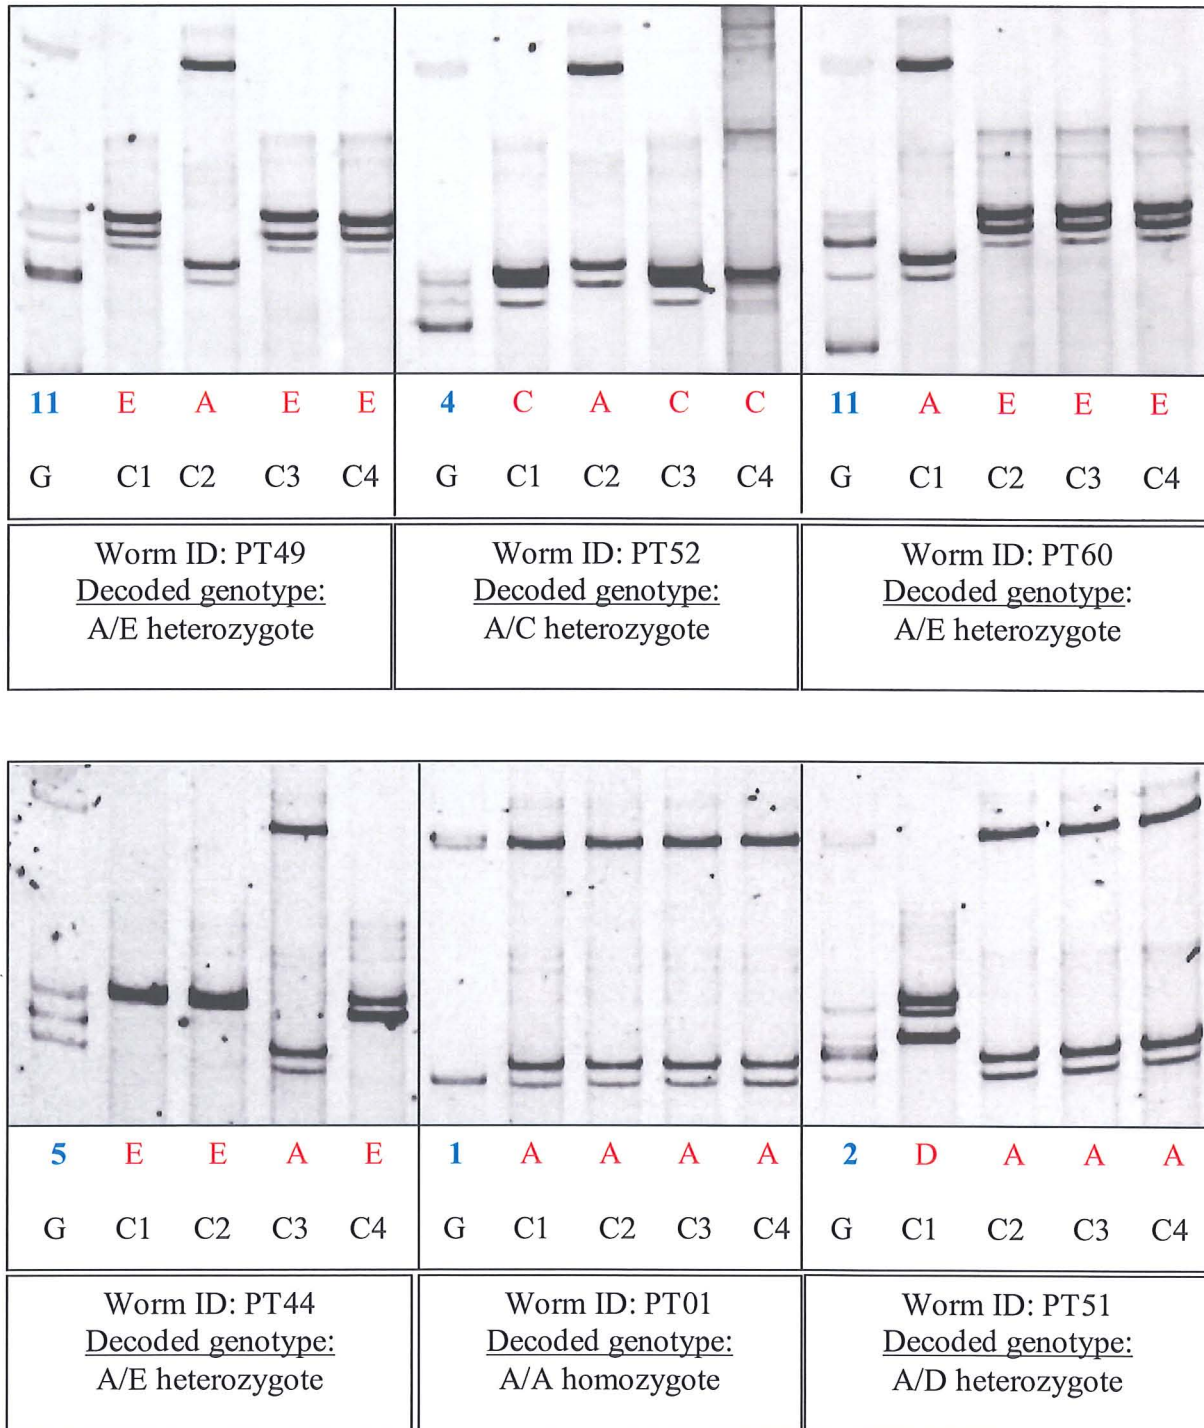 11 E A E E
G C1 C2 C3 C4
Worm ID: PT49
Decoded genotype:
A/E heterozygote
4 C A C C
G C1 C2 C3 C4
Worm ID: PT52
Decoded genotype:
A/C heterozygote
11 A E E E
G C1 C2 C3 C4
Worm ID: PT60
Decoded genotype:
A/E heterozygote
5 E E A E
G C1 C2 C3 C4
Worm ID: PT44
Decoded genotype:
A/E heterozygote
1 A A A A
G C1 C2 C3 C4
Worm ID: PT01
Decoded genotype:
A/A homozygote
2 D A A A
G C1 C2 C3 C4
Worm ID: PT51
Decoded genotype:
A/D heterozygote